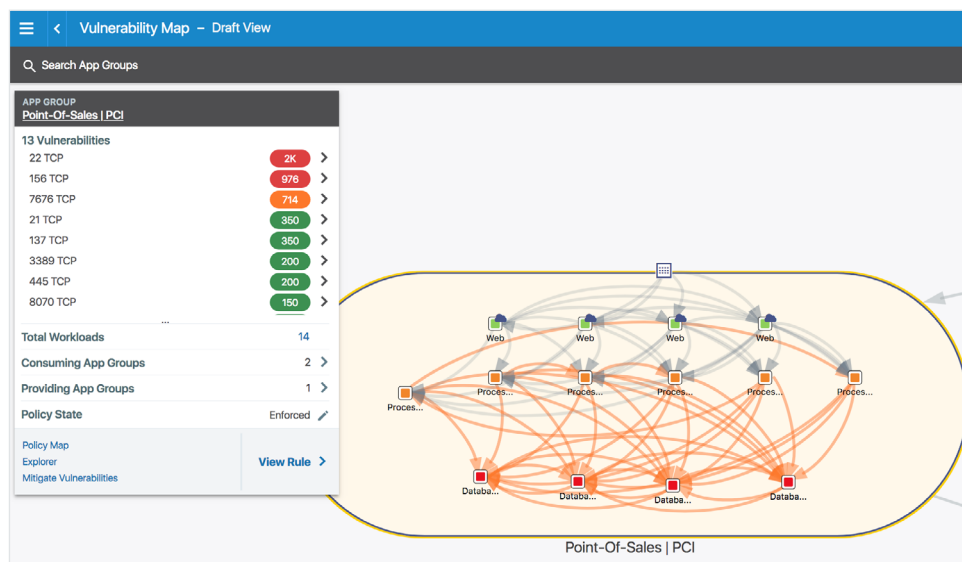 Vulnerability Map – Draft View
Search App Groups
APP GROUP
Point-Of-Sales | PCI
13 Vulnerabilities
22 TCP 2K
156 TCP 976
7676 TCP 714
21 TCP 350
137 TCP 350
3389 TCP 200
445 TCP 200
8070 TCP 150
...
Total Workloads 14
Consuming App Groups 2
Providing App Groups 1
Policy State Enforced
Policy Map
Explorer
Mitigate Vulnerabilities
View Rule
Web Web Web Web
Proces... Proces... Proces... Proces... Proces... Proces...
Databa... Databa... Databa... Databa...
Point-Of-Sales | PCI